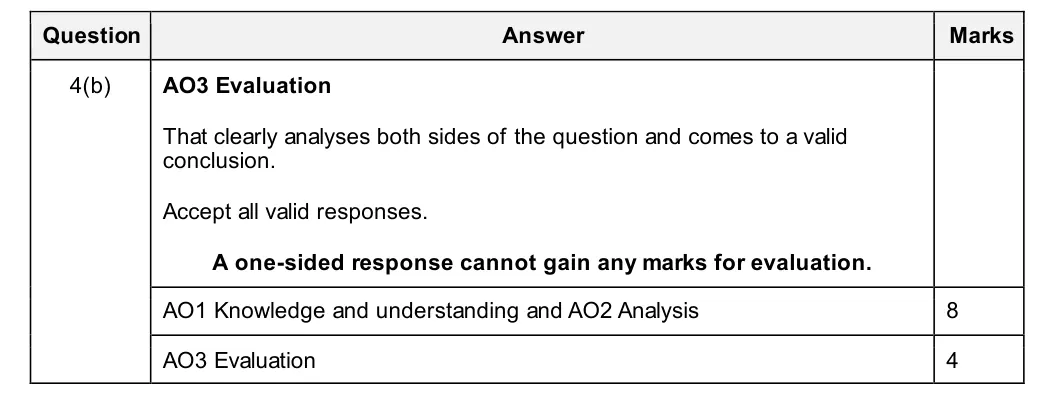 Question Answer Marks
4(b) AO3 Evaluation
That clearly analyses both sides of the question and comes to a valid
conclusion.
Accept all valid responses.
A one-sided response cannot gain any marks for evaluation.
AO1 Knowledge and understanding and AO2 Analysis 8
AO3 Evaluation 4